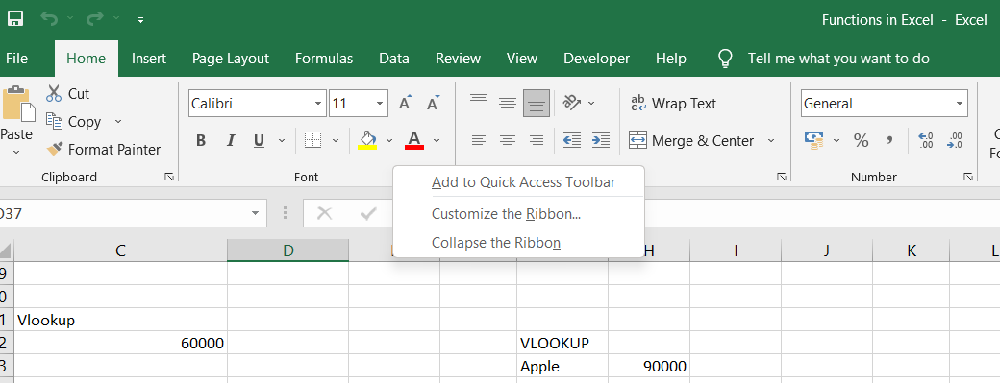 Functions in Excel - Excel
File Home Insert Page Layout Formulas Data Review View Developer Help Tell me what you want to do
Paste
Cut
Copy
Format Painter
Clipboard
Calibri 11 A A
B I U A
Font
ab Wrap Text
Merge & Center
General
% ,
Number
Add to Quick Access Toolbar
Customize the Ribbon...
Collapse the Ribbon
37
C D H I J K L
9
0
1 Vlookup
2 60000 VLOOKUP
3 Apple 90000